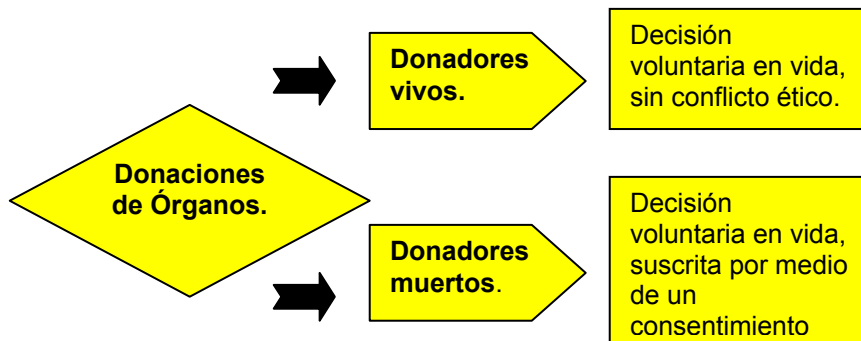 Donaciones
de Órganos.
Donadores
vivos.
Decisión
voluntaria en vida,
sin conflicto ético.
Donadores
muertos.
Decisión
voluntaria en vida,
suscrita por medio
de un
consentimiento